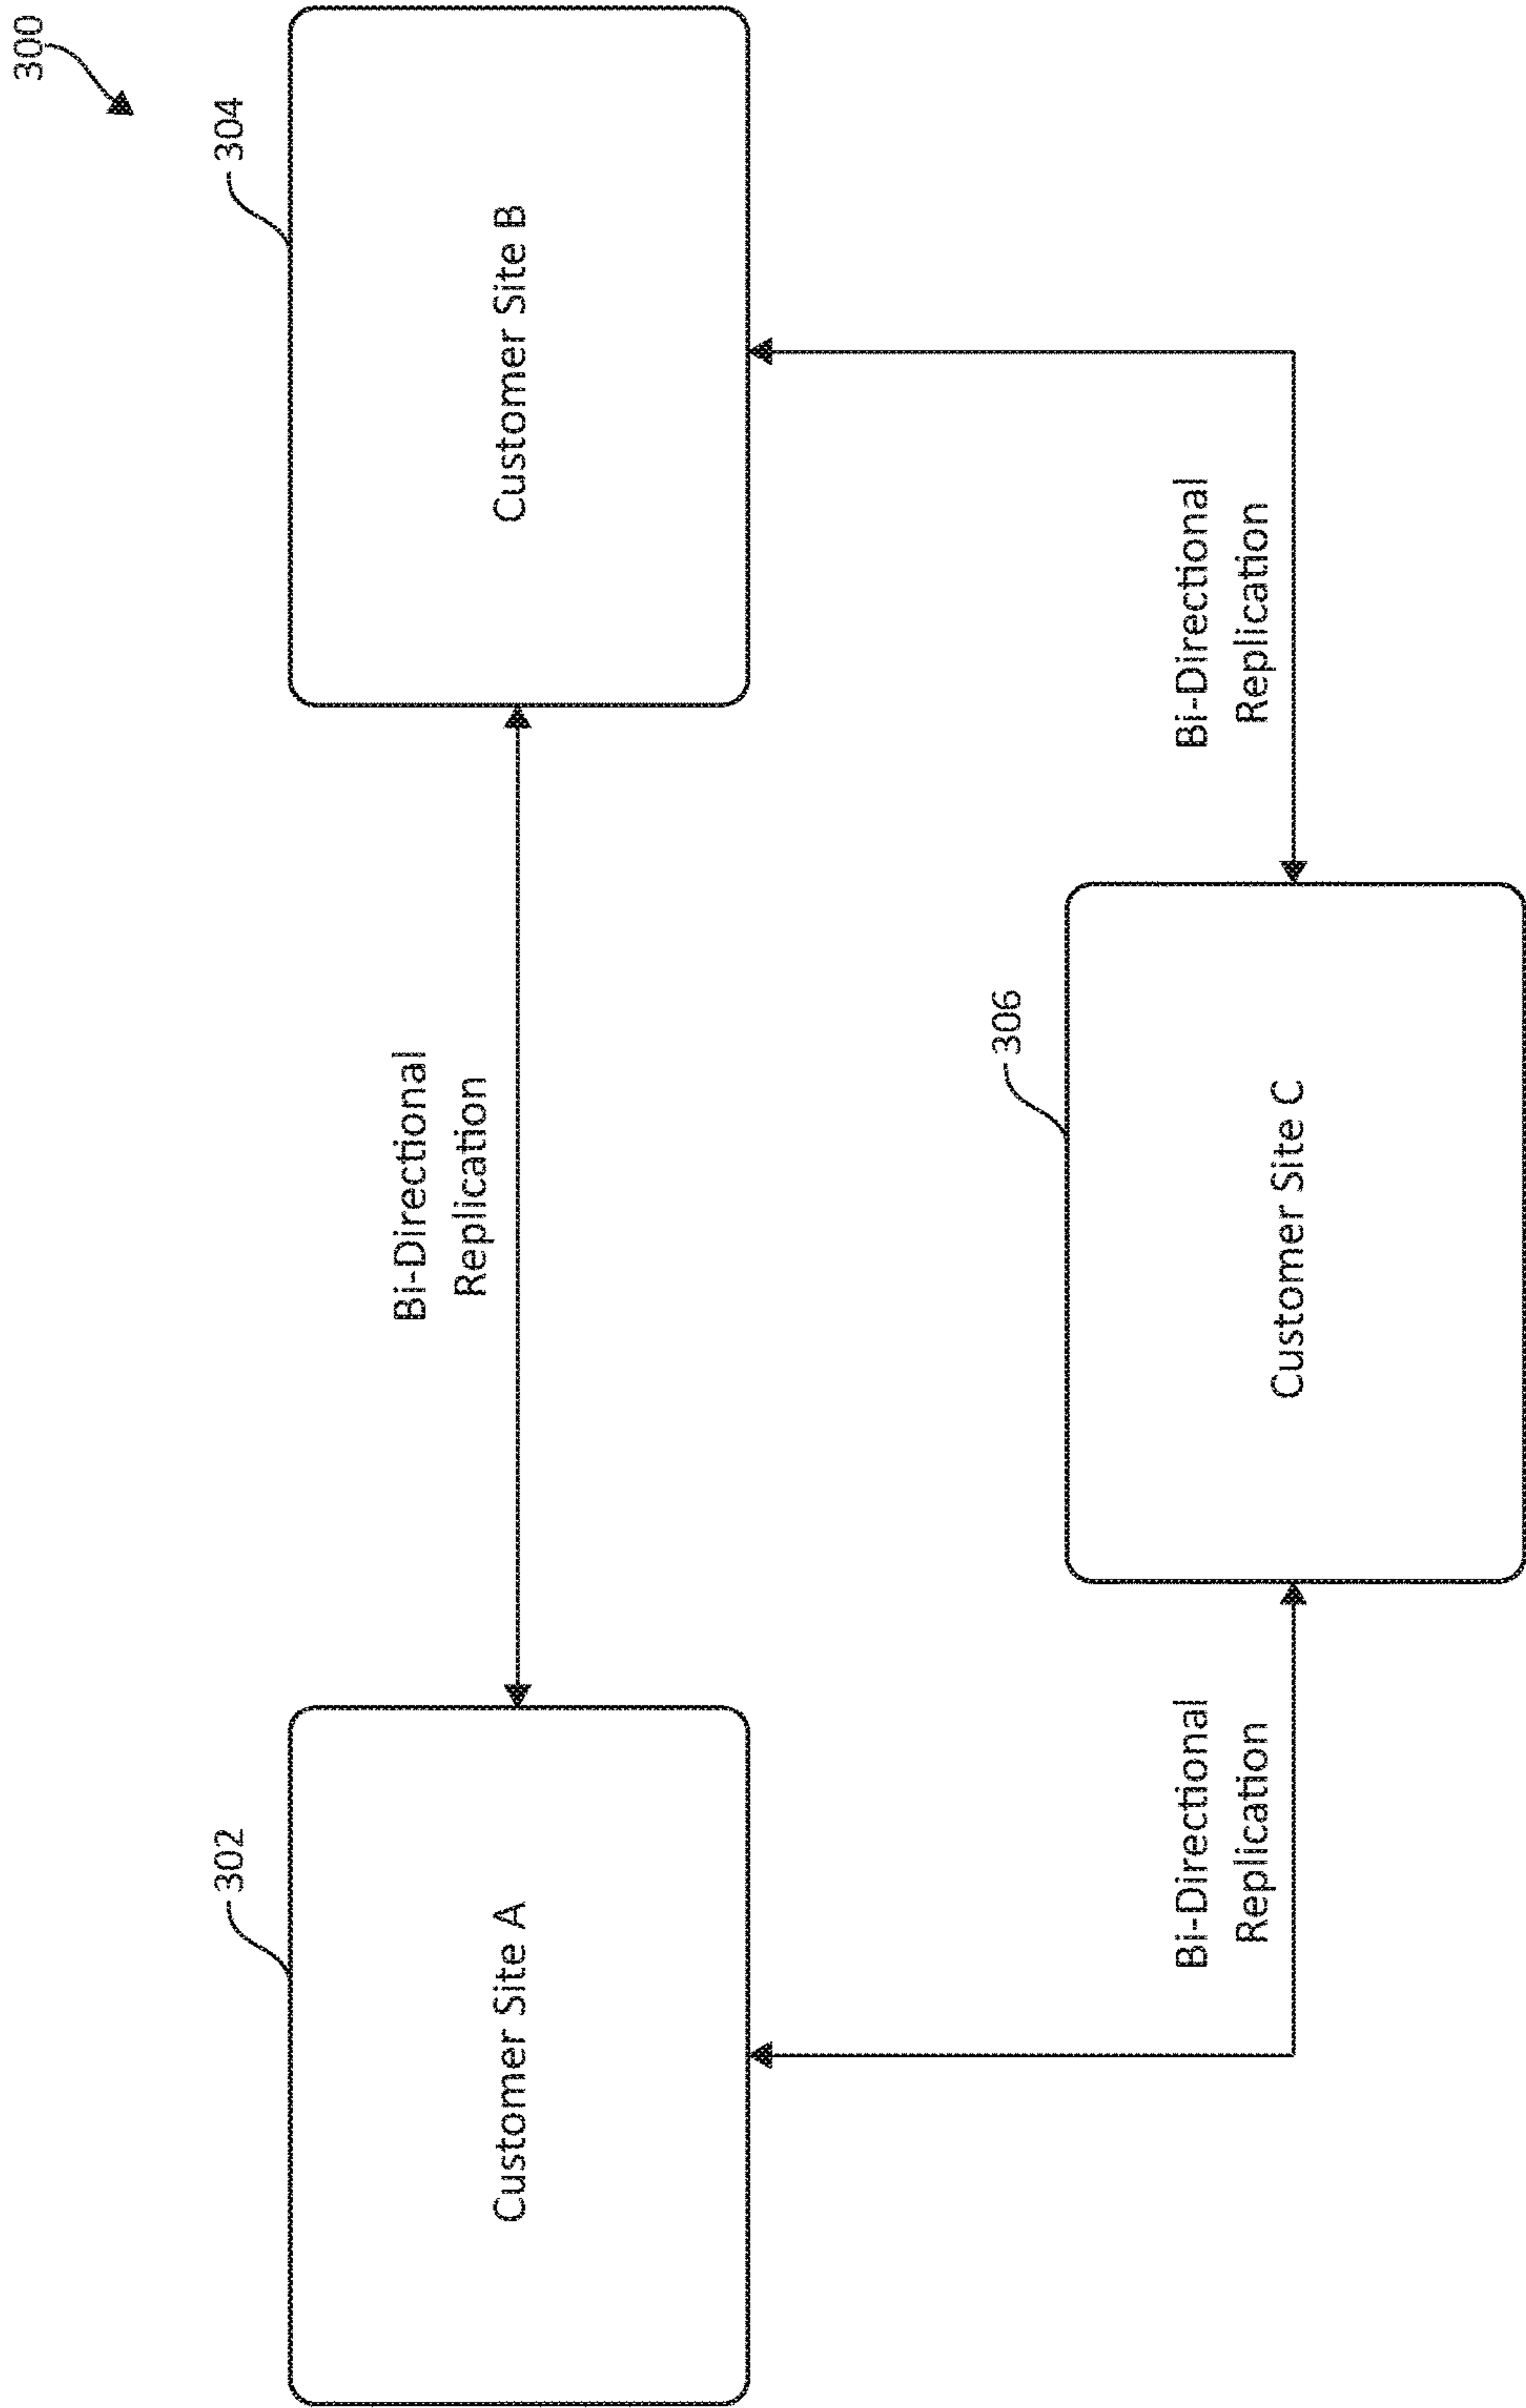 300
302
304
Customer Site A
Bi-Directional
Replication
Customer Site B
306
Bi-Directional
Replication
Customer Site C
Bi-Directional
Replication